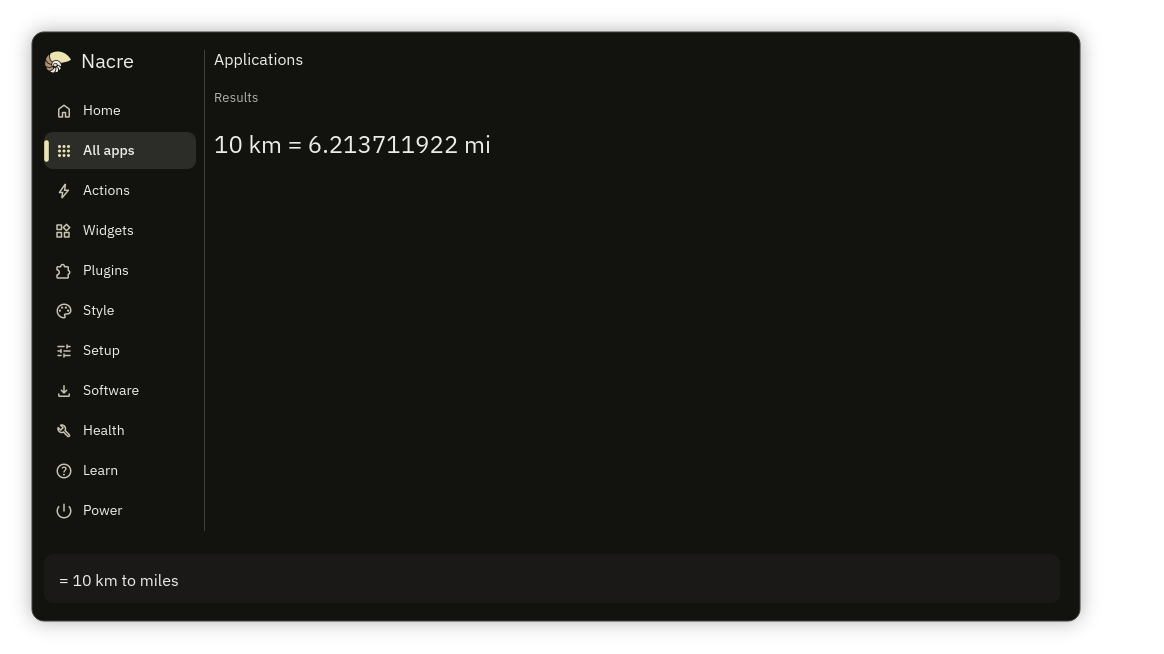 Nacre
Home
All apps
Actions
Widgets
Plugins
Style
Setup
Software
Health
Learn
Power
Applications
Results
10 km = 6.213711922 mi
= 10 km to miles